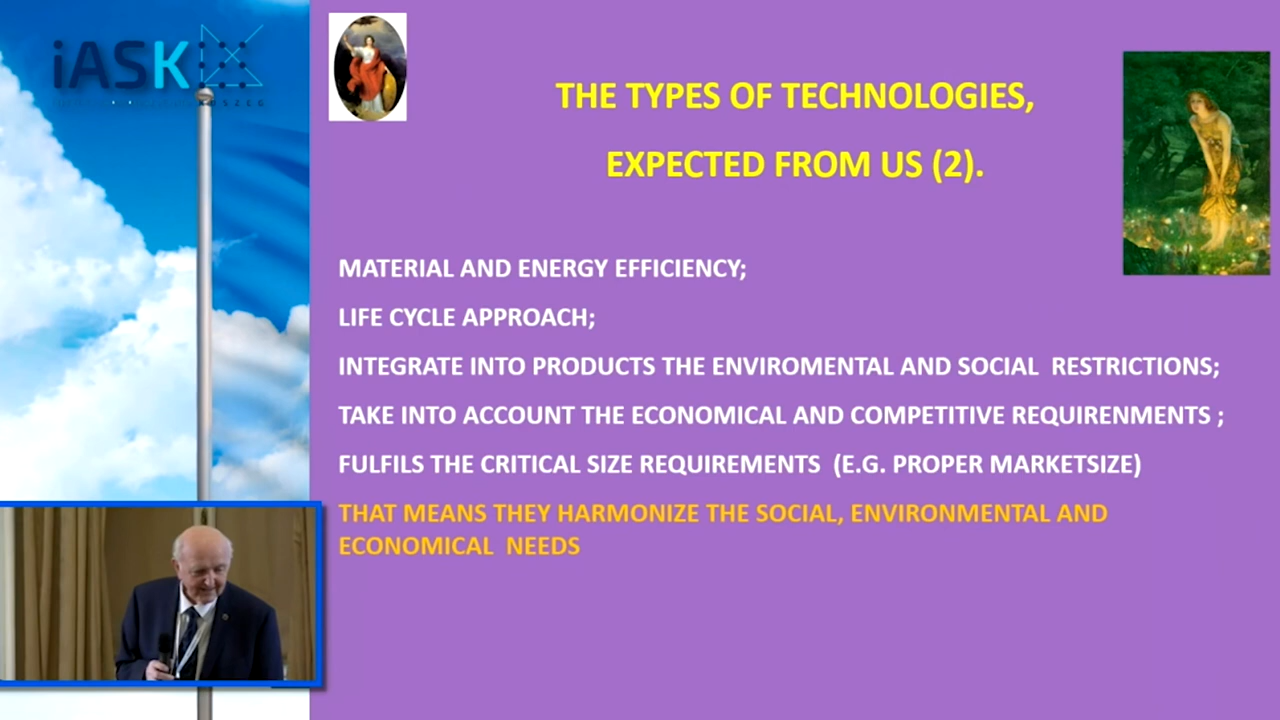 iASK
KŐSZEG
THE TYPES OF TECHNOLOGIES,
EXPECTED FROM US (2).
MATERIAL AND ENERGY EFFICIENCY;
LIFE CYCLE APPROACH;
INTEGRATE INTO PRODUCTS THE ENVIROMENTAL AND SOCIAL RESTRICTIONS;
TAKE INTO ACCOUNT THE ECONOMICAL AND COMPETITIVE REQUIRENMENTS ;
FULFILS THE CRITICAL SIZE REQUIREMENTS (E.G. PROPER MARKETSIZE)
THAT MEANS THEY HARMONIZE THE SOCIAL, ENVIRONMENTAL AND
ECONOMICAL NEEDS